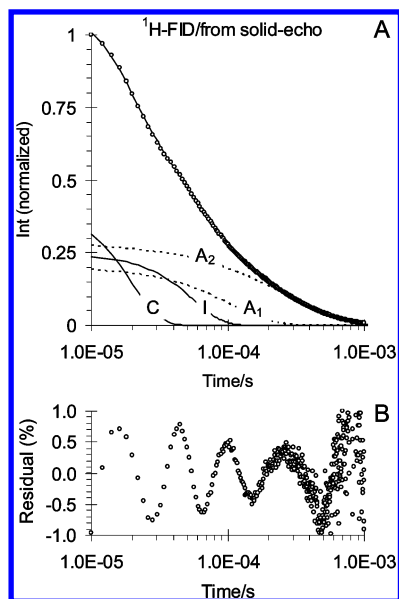 ¹H-FID/from solid-echo
A
1
0.75
0.5
0.25
0
Int (normalized)
A₂
C
I
A₁
1.0E-05 1.0E-04 1.0E-03
Time/s
B
1.0
0.5
0.0
-0.5
-1.0
Residual (%)
1.0E-05 1.0E-04 1.0E-03
Time/s